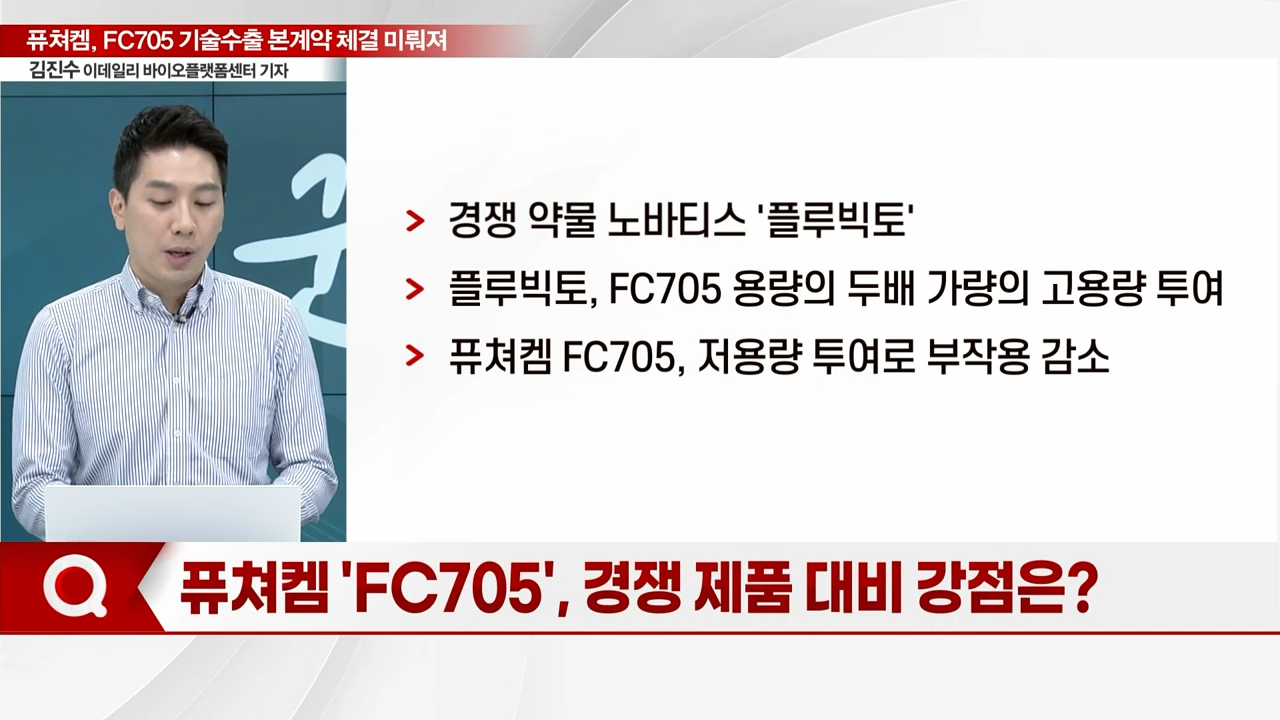 퓨쳐켐, FC705 기술수출 본계약 체결 미뤄져
김진수 이데일리 바이오플랫폼센터 기자
> 경쟁 약물 노바티스 '플루빅토'
> 플루빅토, FC705 용량의 두배 가량의 고용량 투여
> 퓨쳐켐 FC705, 저용량 투여로 부작용 감소
Q 퓨쳐켐 'FC705', 경쟁 제품 대비 강점은?